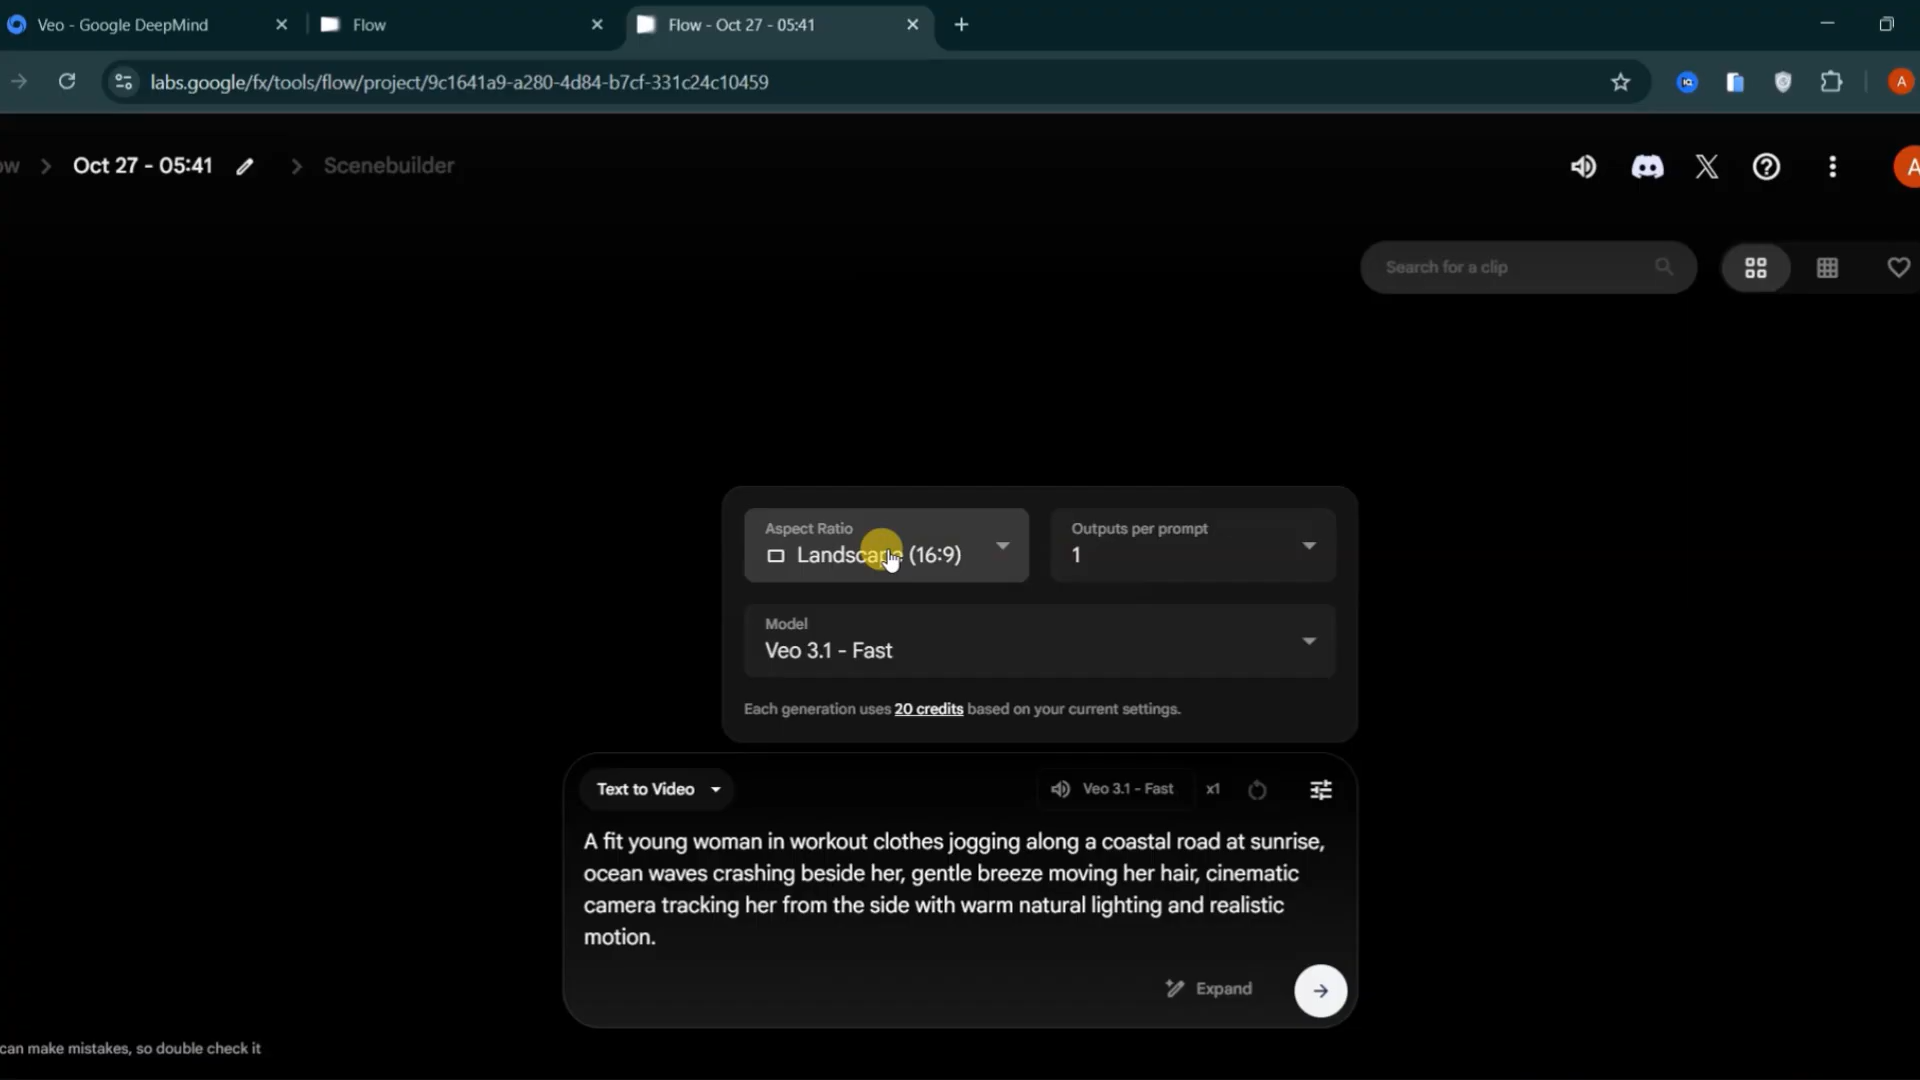 Veo - Google DeepMind
Flow
Flow - Oct 27 - 05:41
labs.google/fx/tools/flow/project/9c1641a9-a280-4d84-b7cf-331c24c10459
A
ow > Oct 27 - 05:41 > Scenebuilder
A
Search for a clip
Aspect Ratio
Landscape (16:9)
Outputs per prompt
1
Model
Veo 3.1 - Fast
Each generation uses 20 credits based on your current settings.
Text to Video
Veo 3.1 - Fast
x1
A fit young woman in workout clothes jogging along a coastal road at sunrise,
ocean waves crashing beside her, gentle breeze moving her hair, cinematic
camera tracking her from the side with warm natural lighting and realistic
motion.
Expand
can make mistakes, so double check it